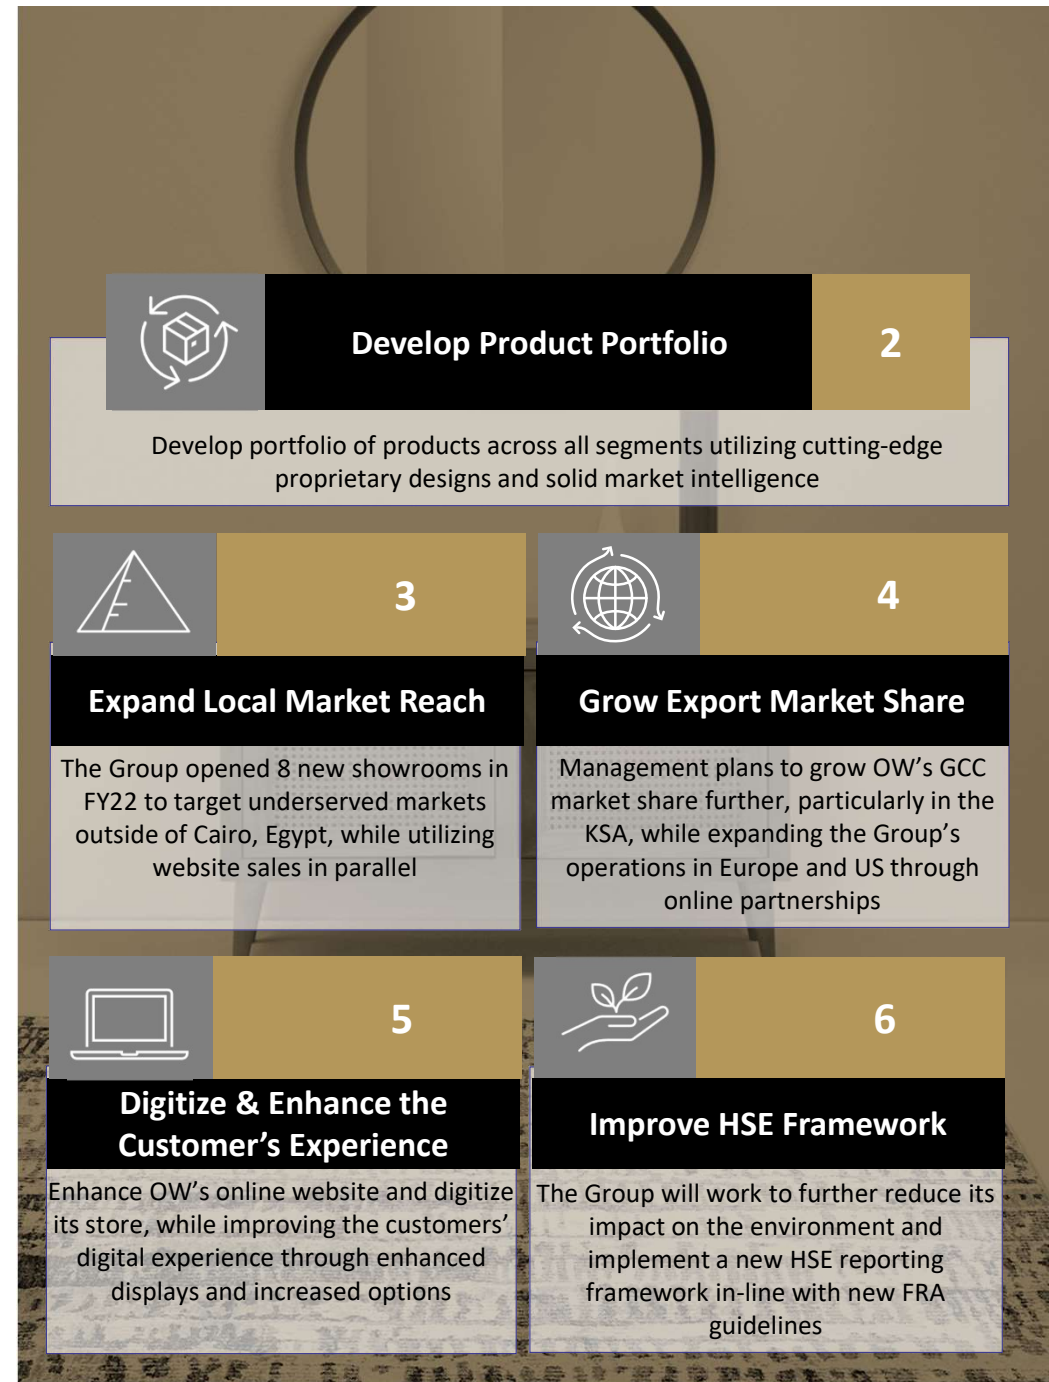 Develop Product Portfolio
2
Develop portfolio of products across all segments utilizing cutting-edge
proprietary designs and solid market intelligence
3
Expand Local Market Reach
The Group opened 8 new showrooms in
FY22 to target underserved markets
outside of Cairo, Egypt, while utilizing
website sales in parallel
4
Grow Export Market Share
Management plans to grow OW’s GCC
market share further, particularly in the
KSA, while expanding the Group’s
operations in Europe and US through
online partnerships
5
Digitize & Enhance the
Customer’s Experience
Enhance OW’s online website and digitize
its store, while improving the customers’
digital experience through enhanced
displays and increased options
6
Improve HSE Framework
The Group will work to further reduce its
impact on the environment and
implement a new HSE reporting
framework in-line with new FRA
guidelines